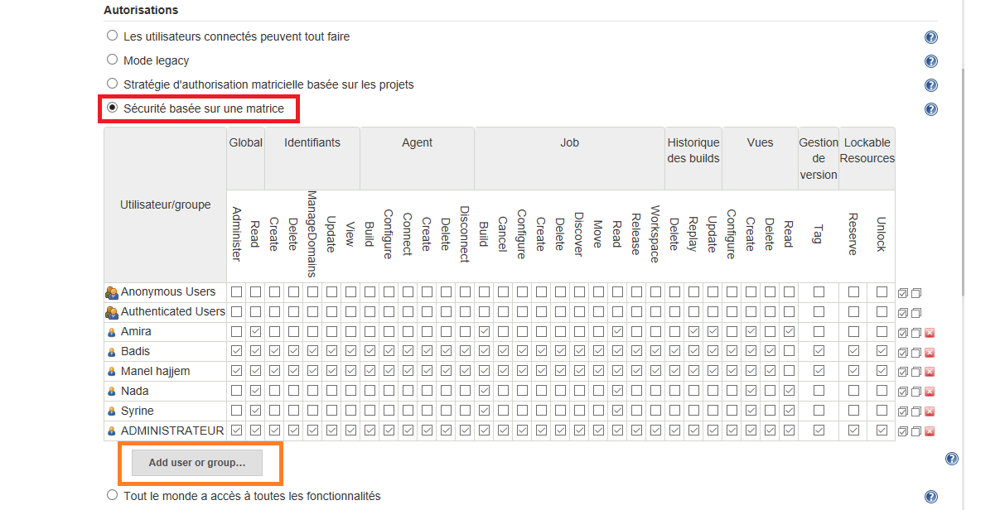 Autorisations
Les utilisateurs connectés peuvent tout faire
Mode legacy
Stratégie d'authorisation matricielle basée sur les projets
Sécurité basée sur une matrice
Utilisateur/groupe
Global
Identifiants
Agent
Job
Historique
des builds
Vues
Gestion
de
version
Lockable
Resources
Administer
Read
Create
Delete
ManageDomains
Update
View
Build
Configure
Connect
Create
Delete
Disconnect
Build
Cancel
Configure
Create
Delete
Discover
Move
Read
Release
Workspace
Delete
Replay
Update
Configure
Create
Delete
Read
Tag
Reserve
Unlock
Anonymous Users
Authenticated Users
Amira
Badis
Manel hajjem
Nada
Syrine
ADMINISTRATEUR
Add user or group...
Tout le monde a accès à toutes les fonctionnalités